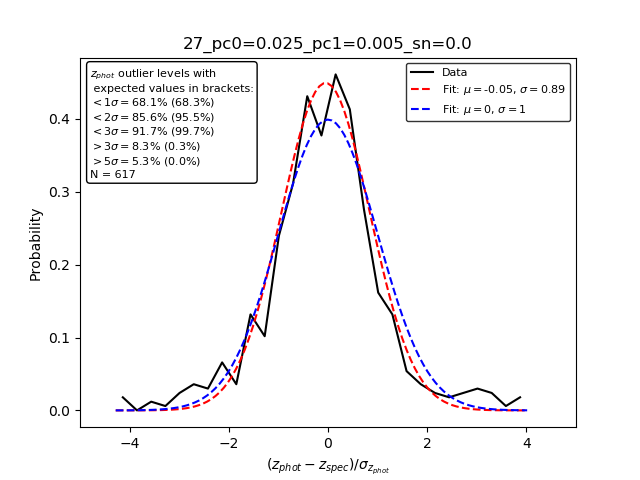 27_pc0=0.025_pc1=0.005_sn=0.0
z_phot outlier levels with
expected values in brackets:
< 1σ = 68.1% (68.3%)
< 2σ = 85.6% (95.5%)
< 3σ = 91.7% (99.7%)
> 3σ = 8.3% (0.3%)
> 5σ = 5.3% (0.0%)
N = 617
Data
Fit: μ = -0.05, σ = 0.89
Fit: μ = 0, σ = 1
Probability
0.4
0.3
0.2
0.1
0.0
−4 −2 0 2 4
(z_phot − z_spec)/σ_z_phot